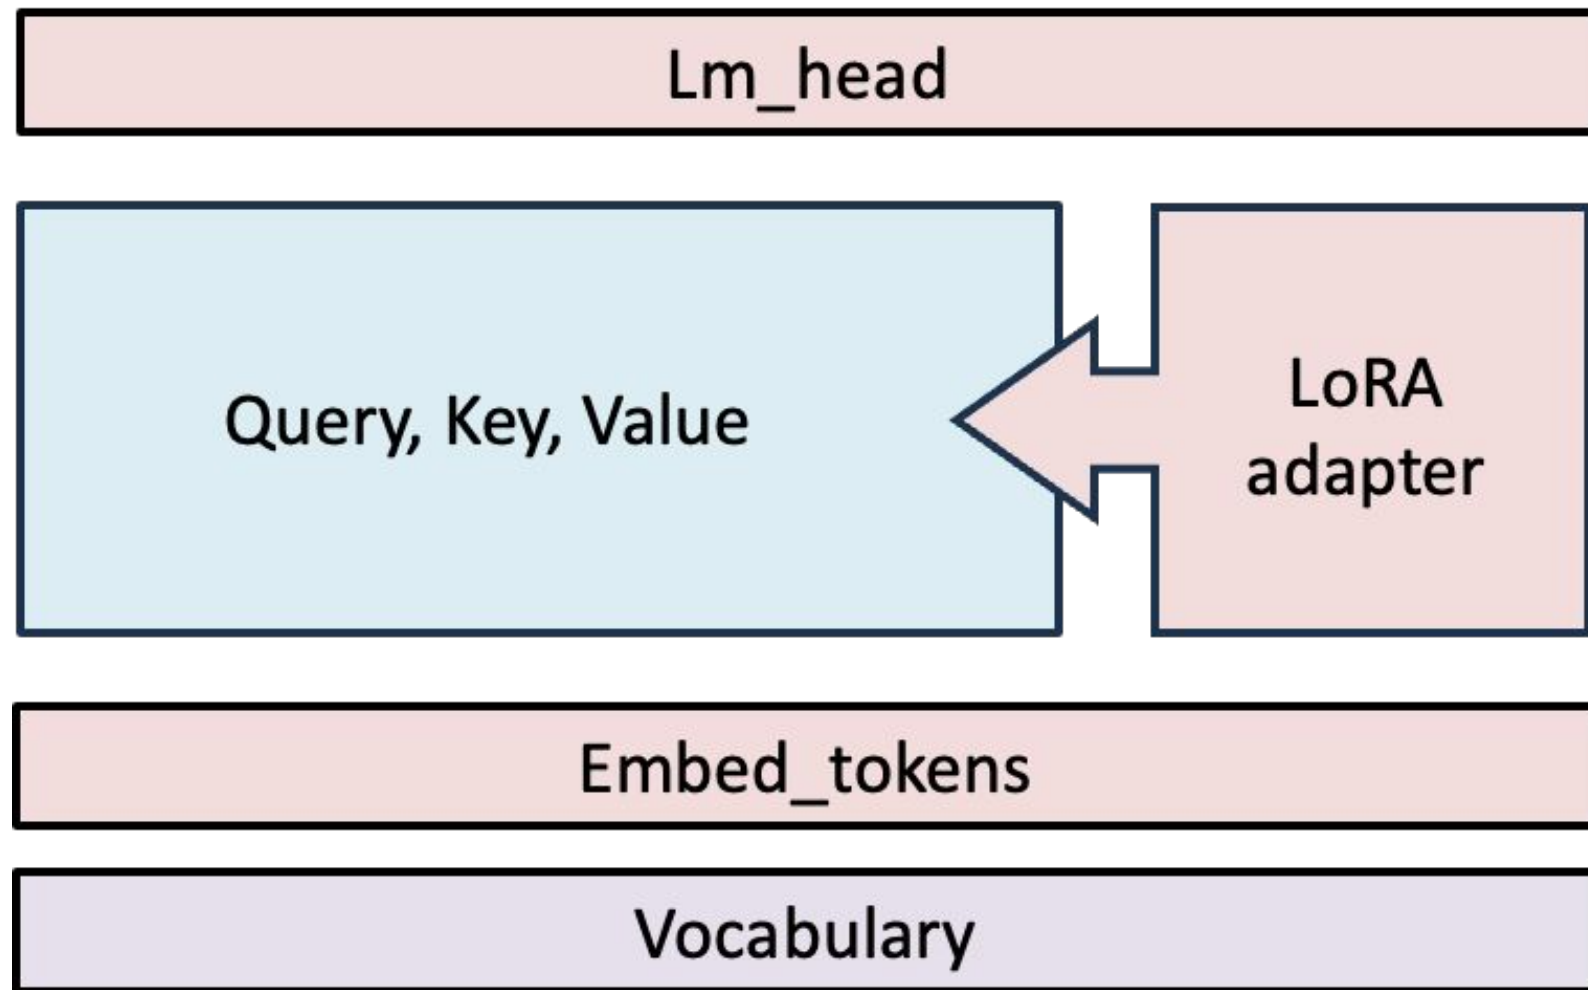 Lm_head
Query, Key, Value
LoRA
adapter
Embed_tokens
Vocabulary